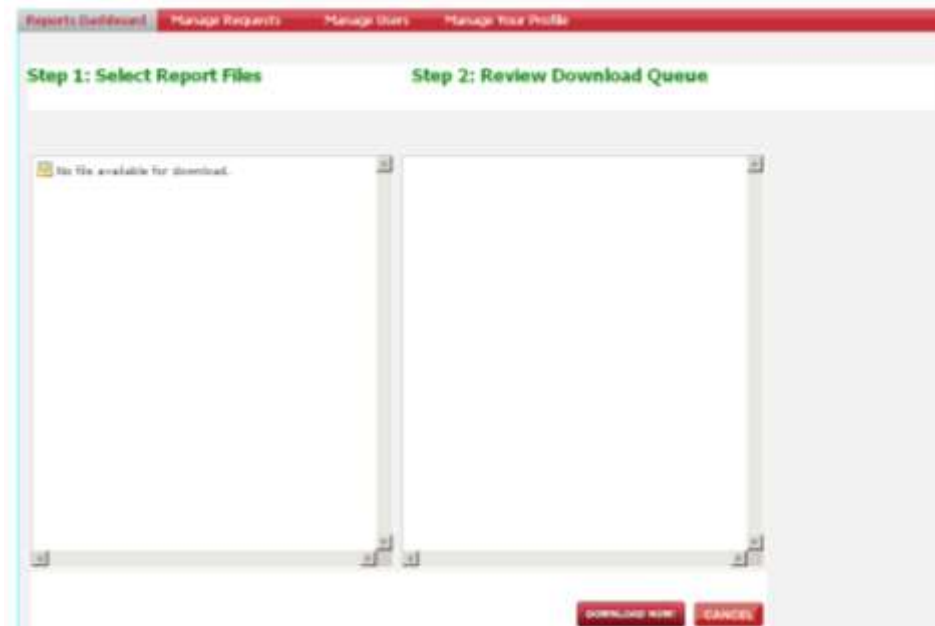 Reports Dashboard Manage Requests Manage Users Manage Your Profile
Step 1: Select Report Files Step 2: Review Download Queue
No file available for download.
DOWNLOAD NOW CANCEL